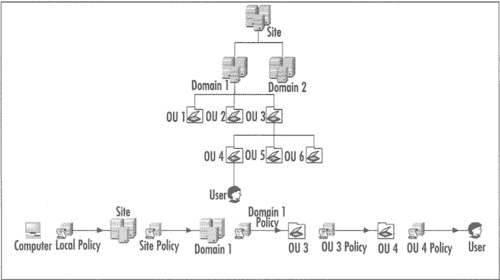 Site
Domain 1 Domain 2
OU 1 OU 2 OU 3
OU 4 OU 5 OU 6
User
Site Domain 1 Policy
Computer Local Policy Site Policy Domain 1 OU 3 OU 3 Policy OU 4 OU 4 Policy User